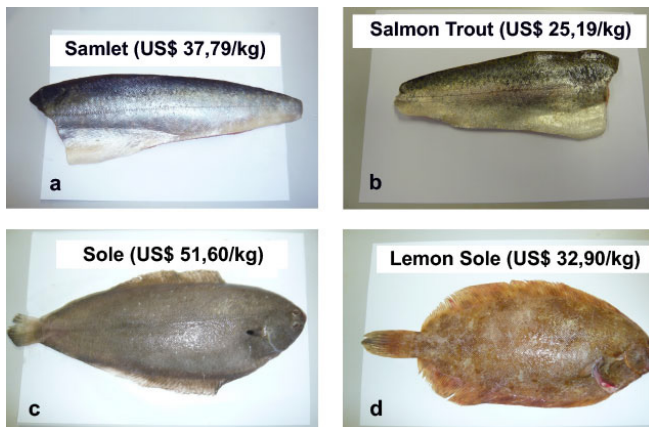 Samlet (US$ 37,79/kg)
a
Salmon Trout (US$ 25,19/kg)
b
Sole (US$ 51,60/kg)
c
Lemon Sole (US$ 32,90/kg)
d